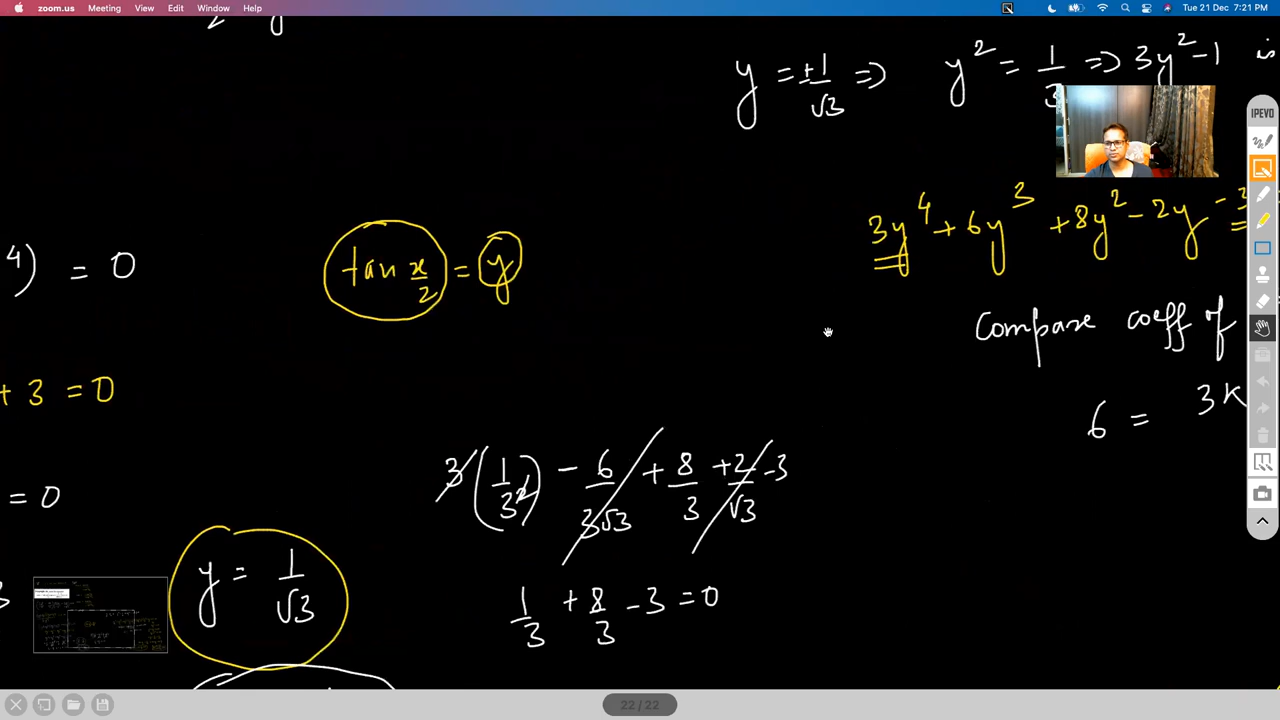 zoom.us Meeting View Edit Window Help Tue 21 Dec 7:21 PM
y = ±1/√3 => y² = 1/3 => 3y² - 1 is
IPEVO
3y⁴ + 6y³ + 8y² - 2y - 3 =
4) = 0
tan x/2 = y
Compare coeff of
+ 3 = 0
6 = 3K
3(1/3²) - 6/3√3 + 8/3 + 2/√3 - 3
= 0
y = 1/√3
1/3 + 8/3 - 3 = 0
3
22 / 22